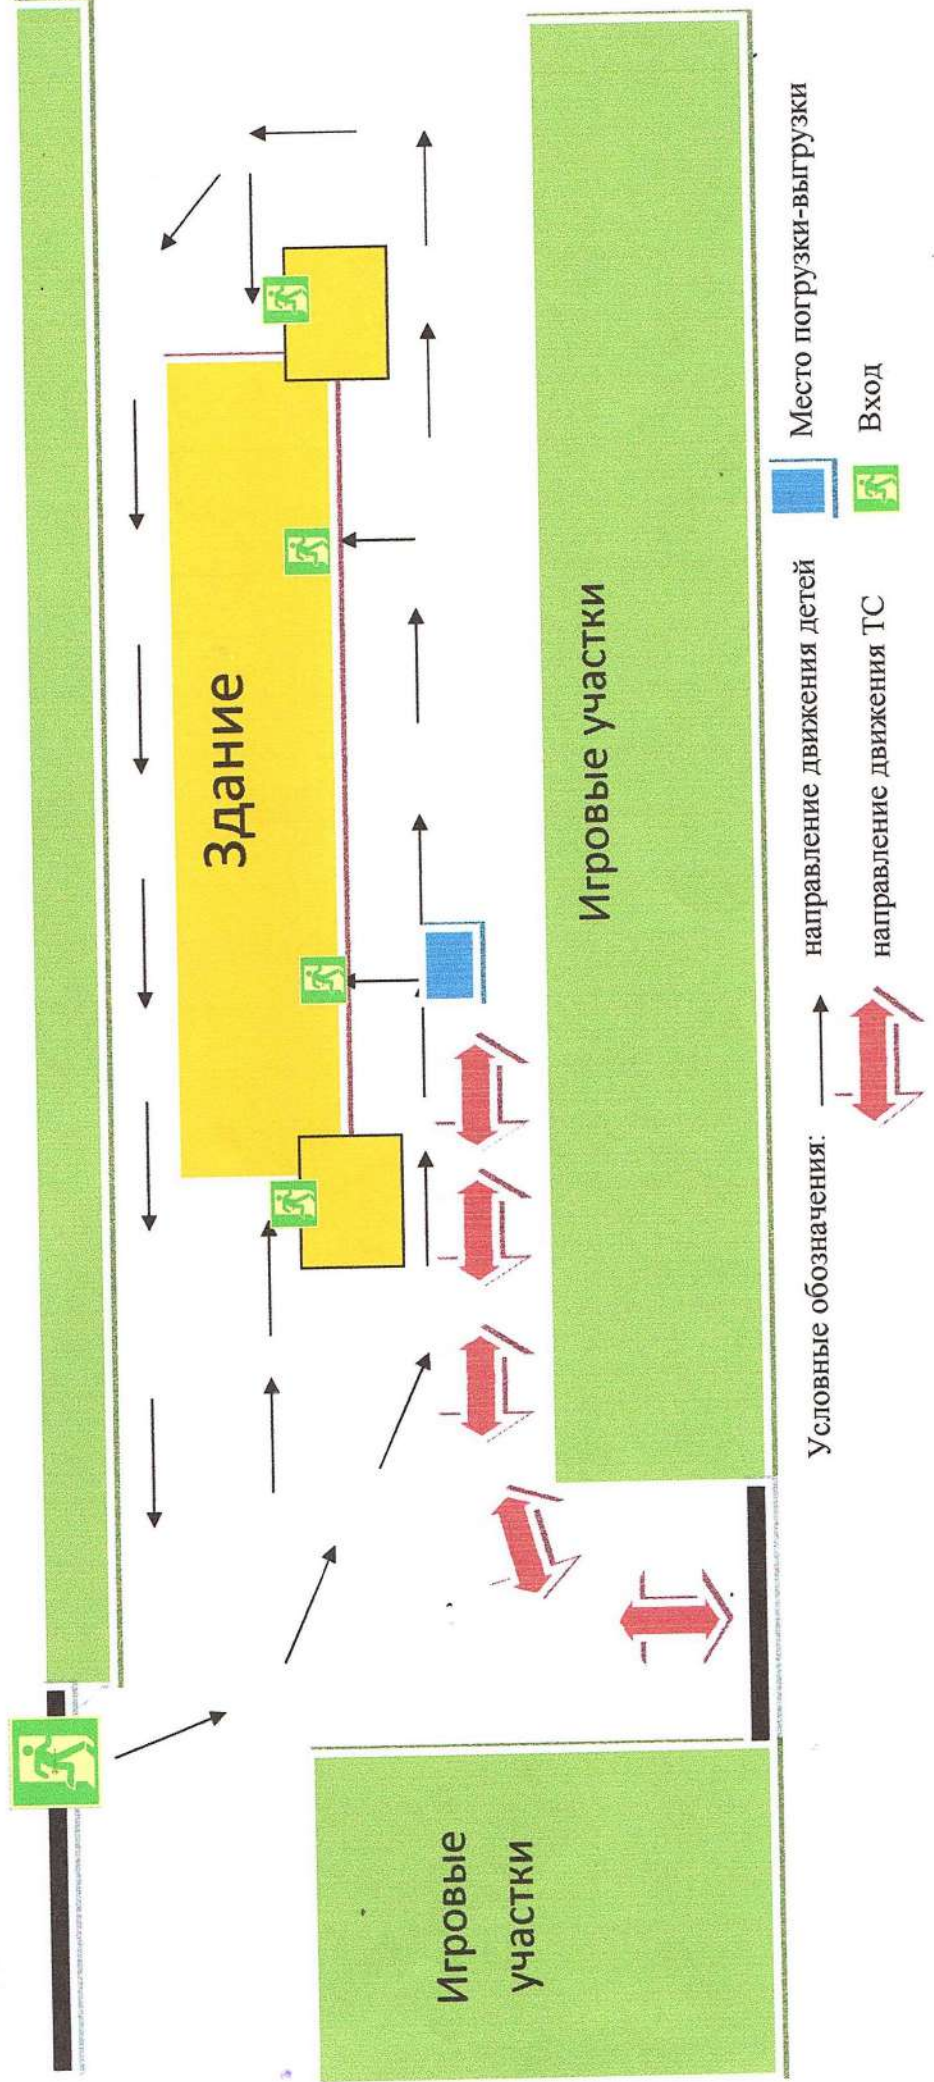 Здание
Игровые участки
Игровые
участки
Условные обозначения:
направление движения детей
Место погрузки-выгрузки
направление движения ТС
Вход